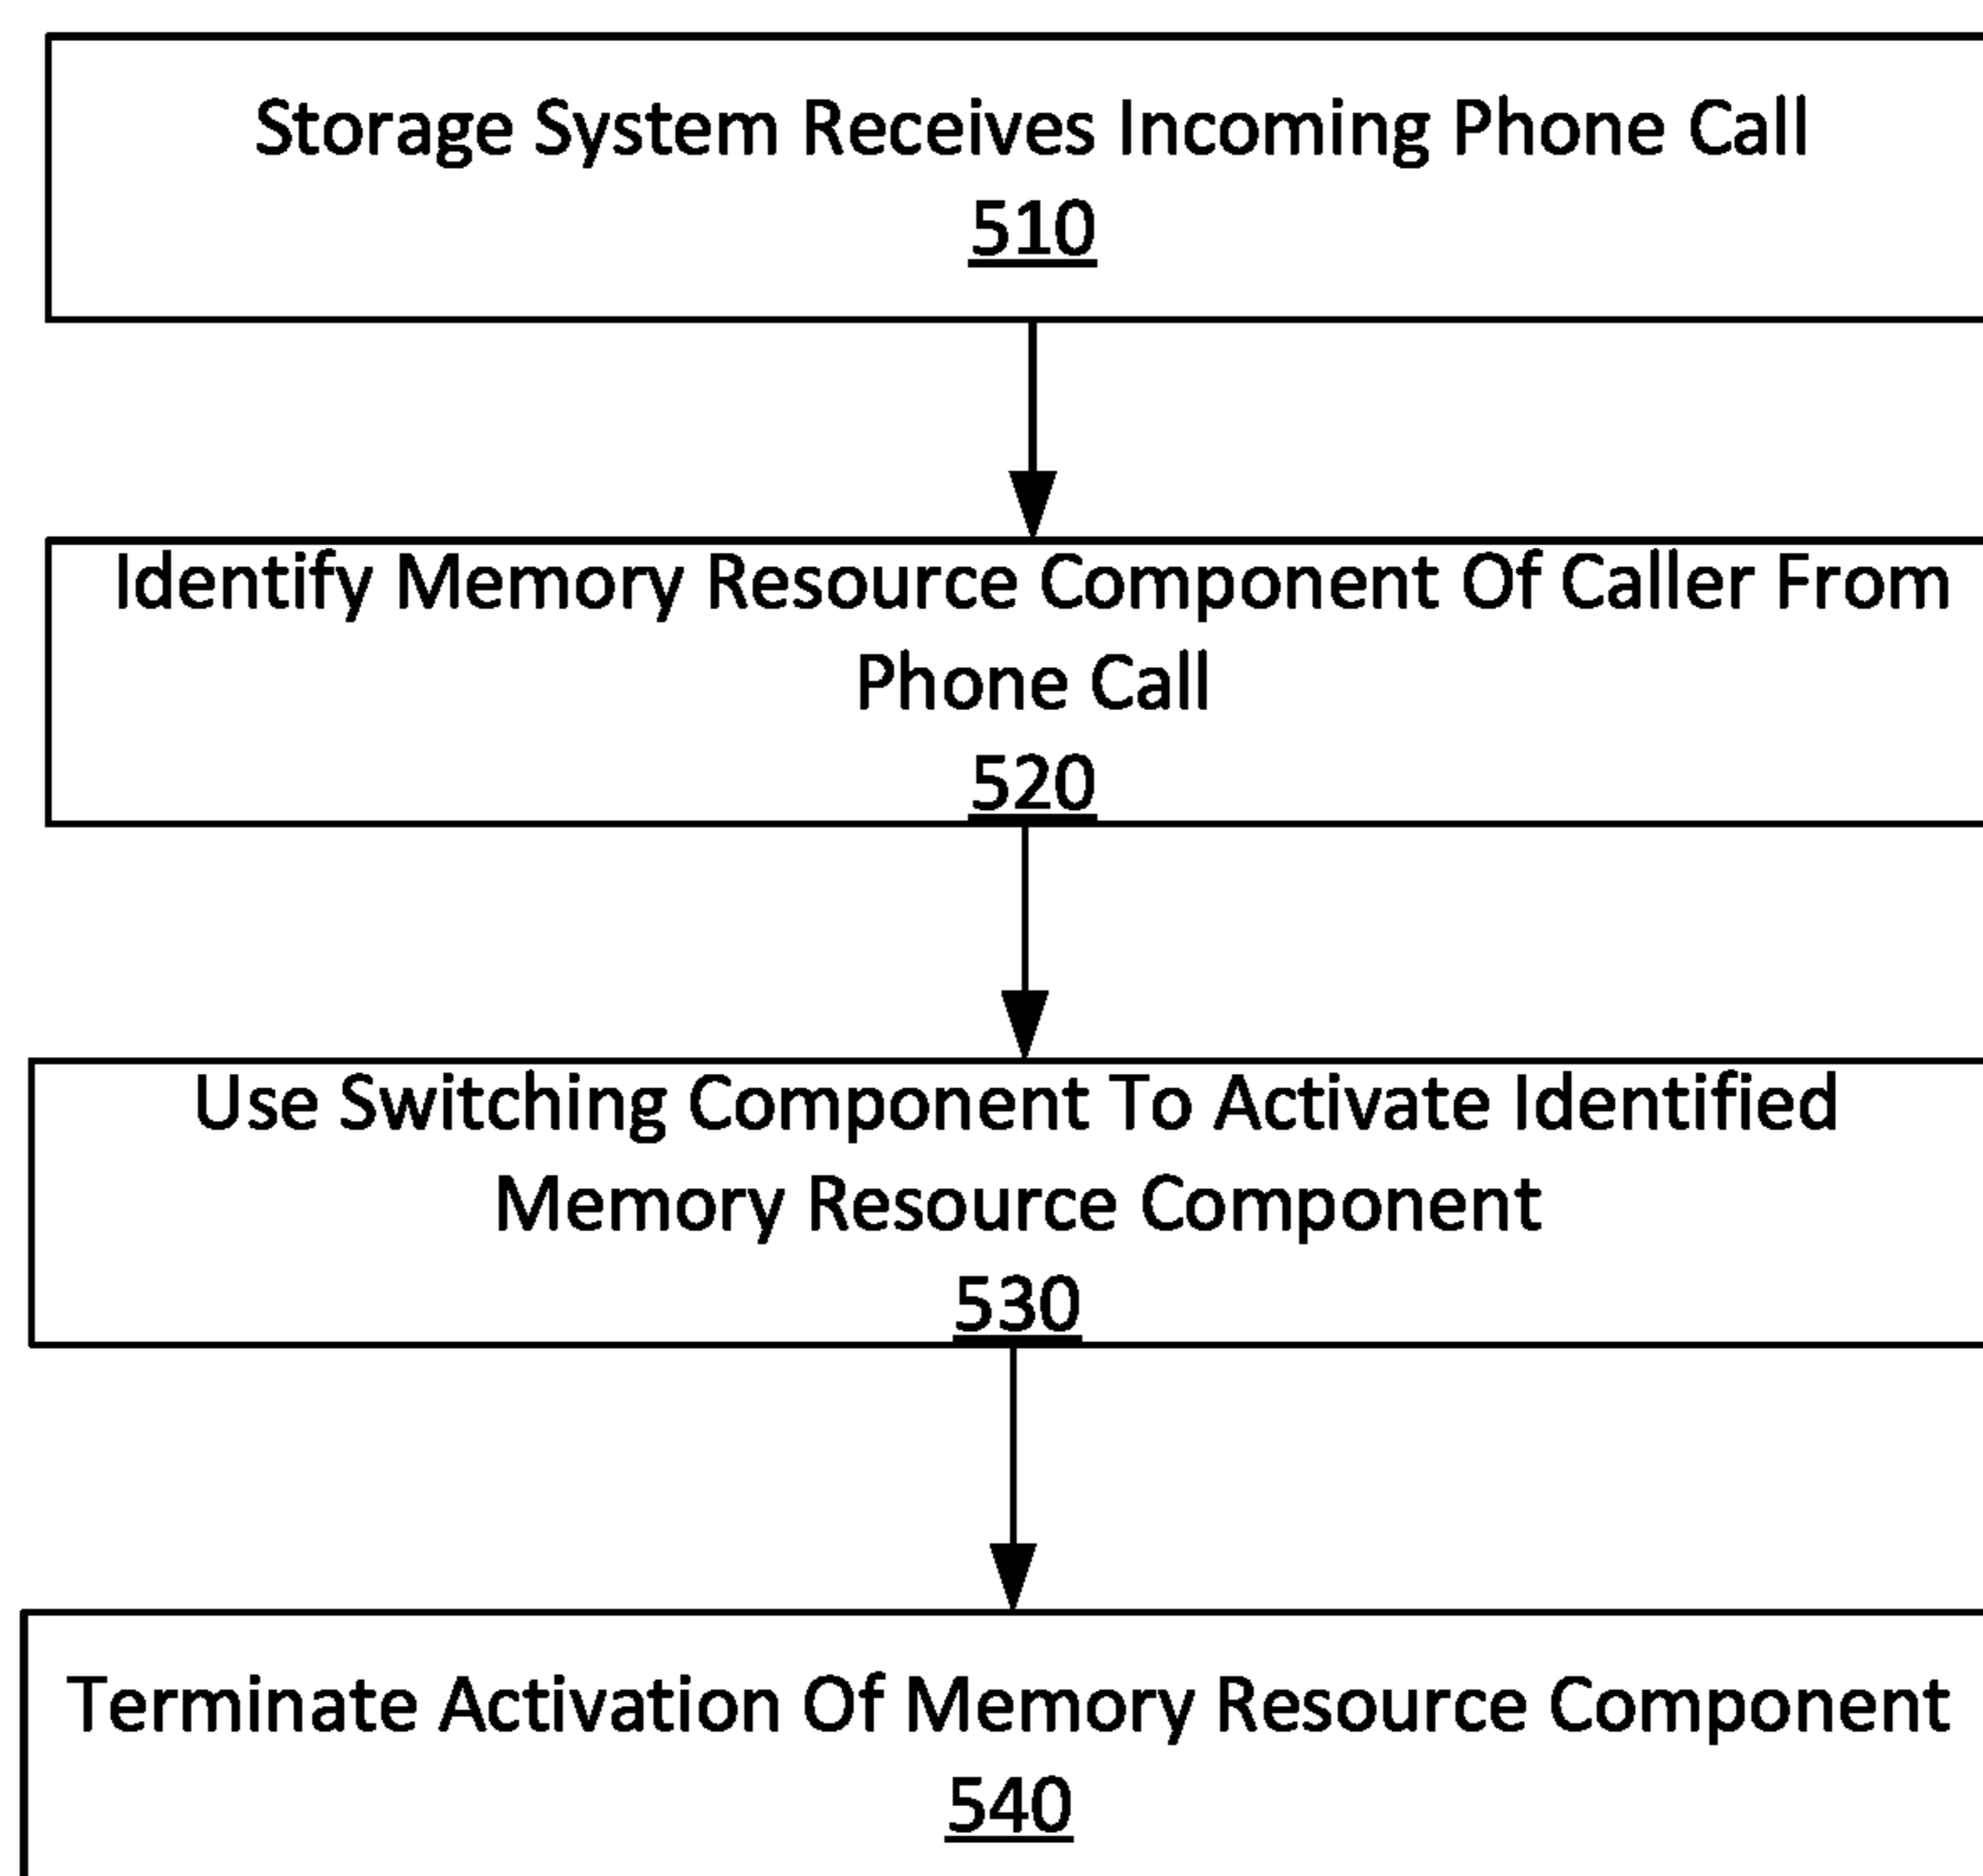 Storage System Receives Incoming Phone Call
510
Identify Memory Resource Component Of Caller From
Phone Call
520
Use Switching Component To Activate Identified
Memory Resource Component
530
Terminate Activation Of Memory Resource Component
540